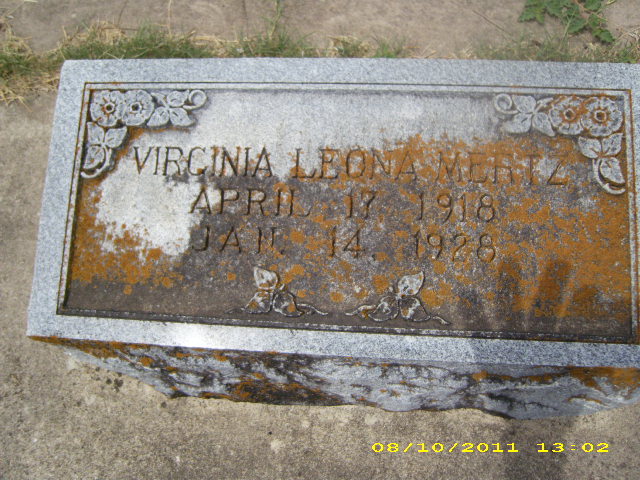 VIRGINIA LEONA MERTZ
APRIL 17, 1918
JAN. 14, 1928
08/10/2011 13:02